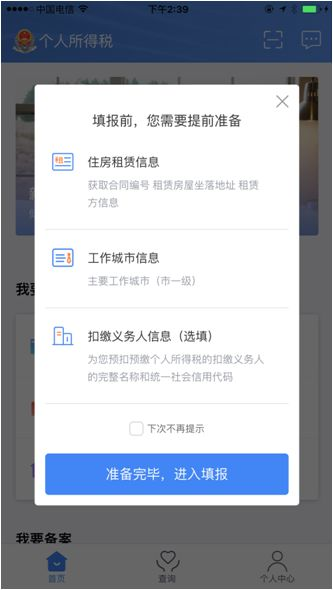 中国电信
下午2:39
个人所得税
填报前，您需要提前准备
住房租赁信息
获取合同编号 租赁房屋坐落地址 租赁
方信息
工作城市信息
主要工作城市（市一级）
扣缴义务人信息（选填）
为您预扣预缴个人所得税的扣缴义务人
的完整名称和统一社会信用代码
下次不再提示
准备完毕，进入填报
我要
我要备案
首页
查询
个人中心